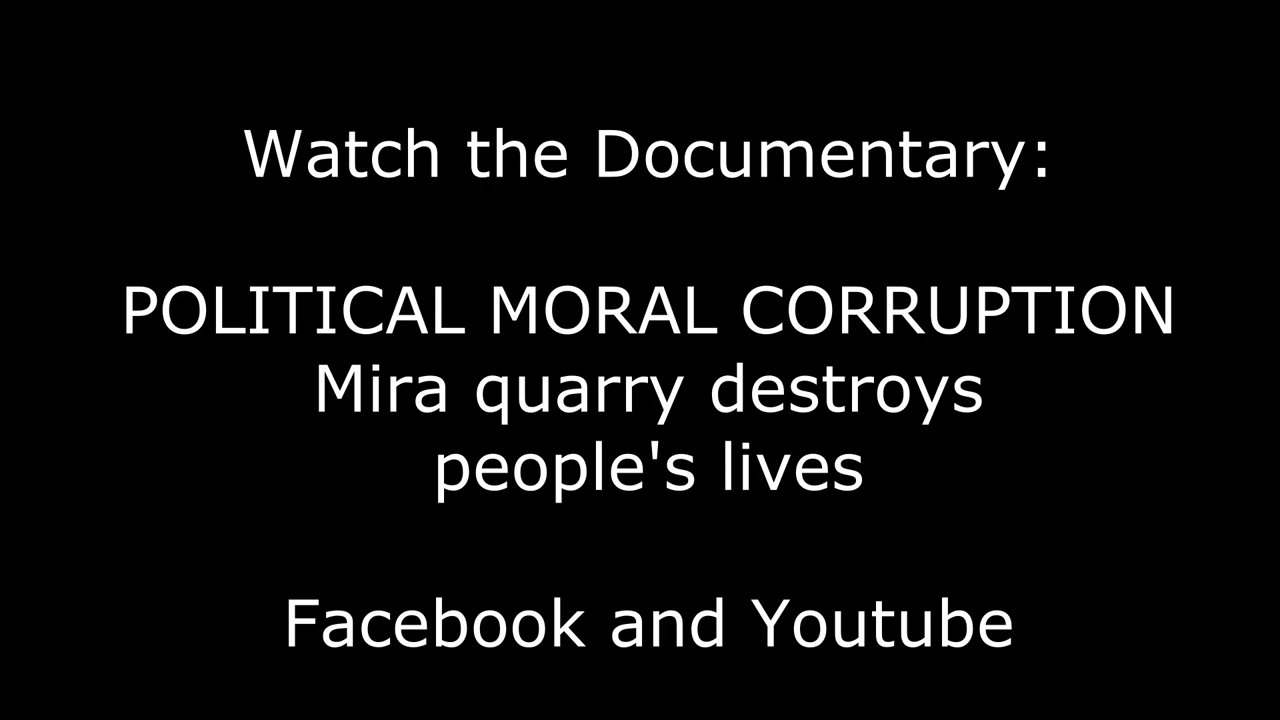 Watch the Documentary:
POLITICAL MORAL CORRUPTION
Mira quarry destroys
people's lives
Facebook and Youtube